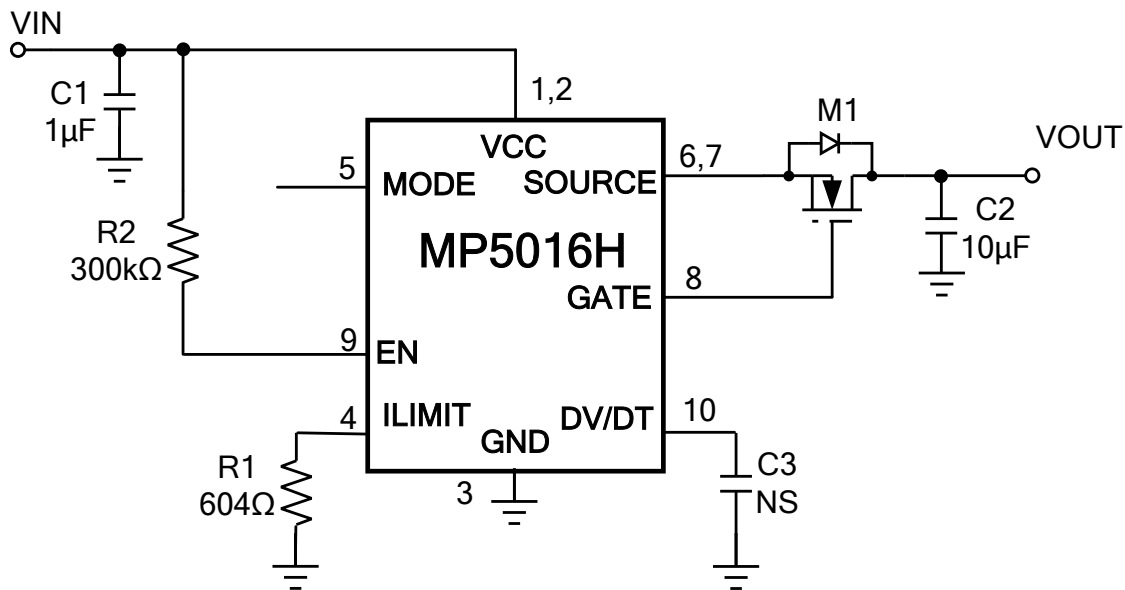 VIN
C1
1µF
1,2
M1
VOUT
VCC
5
MODE
SOURCE
6,7
C2
10µF
R2
300kΩ
MP5016H
GATE
8
9
EN
4
ILIMIT
GND
DV/DT
10
R1
604Ω
3
C3
NS